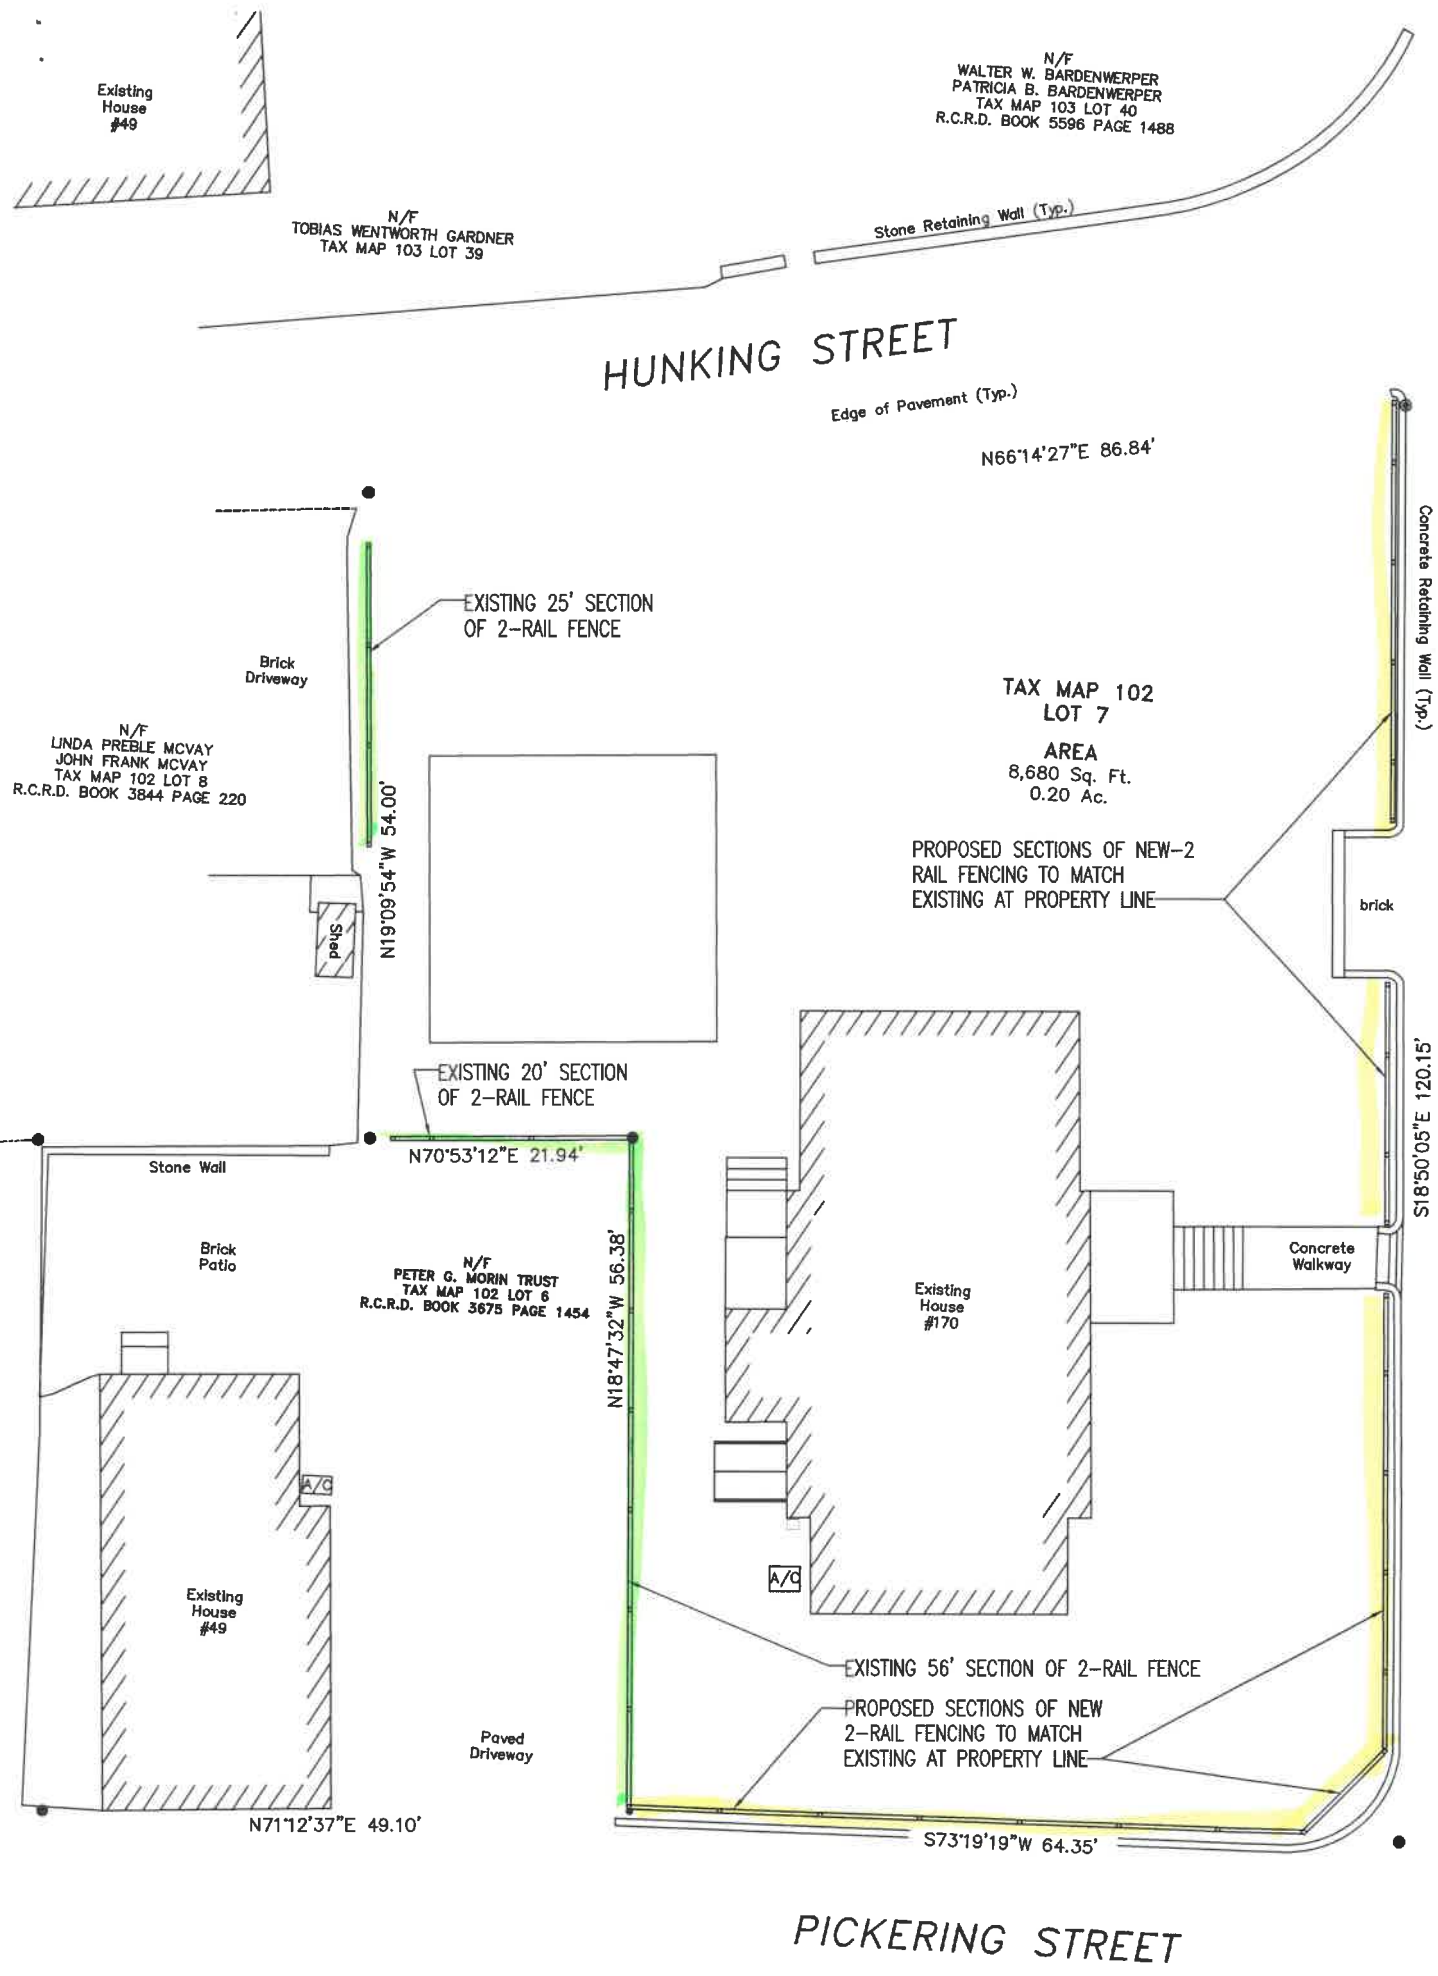 Existing
House
#49
N/F
WALTER W. BARDENWERPER
PATRICIA B. BARDENWERPER
TAX MAP 103 LOT 40
R.C.R.D. BOOK 5596 PAGE 1488
N/F
TOBIAS WENTWORTH GARDNER
TAX MAP 103 LOT 39
Stone Retaining Wall (Typ.)
HUNKING STREET
Edge of Pavement (Typ.)
N66°14'27"E 86.84'
Concrete Retaining Wall (Typ.)
EXISTING 25' SECTION
OF 2-RAIL FENCE
Brick
Driveway
N/F
LINDA PREBLE MCVAY
JOHN FRANK MCVAY
TAX MAP 102 LOT 8
R.C.R.D. BOOK 3844 PAGE 220
N19°09'54"W 54.00'
TAX MAP 102
LOT 7
AREA
8,680 Sq. Ft.
0.20 Ac.
PROPOSED SECTIONS OF NEW-2
RAIL FENCING TO MATCH
EXISTING AT PROPERTY LINE
brick
Shed
EXISTING 20' SECTION
OF 2-RAIL FENCE
S18°50'05"E 120.15'
N70°53'12"E 21.94'
Stone Wall
Brick
Patio
N/F
PETER G. MORIN TRUST
TAX MAP 102 LOT 6
R.C.R.D. BOOK 3675 PAGE 1454
N18°47'32"W 56.38'
Existing
House
#170
Concrete
Walkway
A/C
A/C
Existing
House
#49
EXISTING 56' SECTION OF 2-RAIL FENCE
PROPOSED SECTIONS OF NEW
2-RAIL FENCING TO MATCH
EXISTING AT PROPERTY LINE
Paved
Driveway
N71°12'37"E 49.10'
S73°19'19"W 64.35'
PICKERING STREET